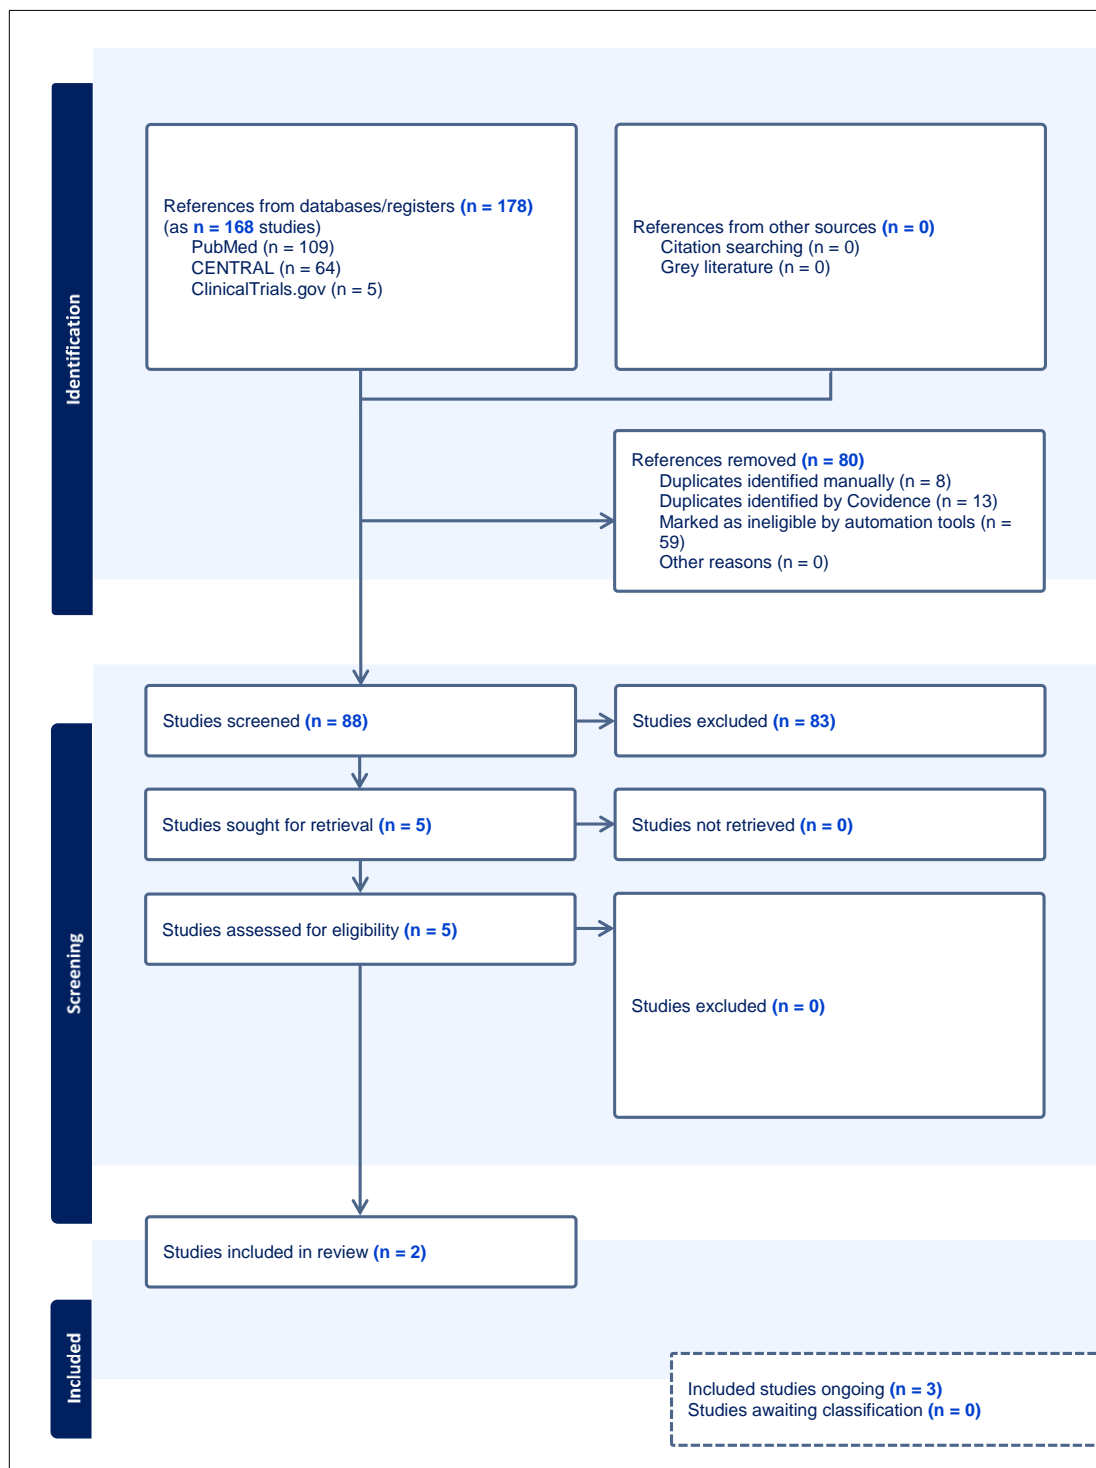 Identification
References from databases/registers (n = 178)
(as n = 168 studies)
PubMed (n = 109)
CENTRAL (n = 64)
ClinicalTrials.gov (n = 5)
References from other sources (n = 0)
Citation searching (n = 0)
Grey literature (n = 0)
References removed (n = 80)
Duplicates identified manually (n = 8)
Duplicates identified by Covidence (n = 13)
Marked as ineligible by automation tools (n =
59)
Other reasons (n = 0)
Screening
Studies screened (n = 88)
Studies excluded (n = 83)
Studies sought for retrieval (n = 5)
Studies not retrieved (n = 0)
Studies assessed for eligibility (n = 5)
Studies excluded (n = 0)
Included
Studies included in review (n = 2)
Included studies ongoing (n = 3)
Studies awaiting classification (n = 0)